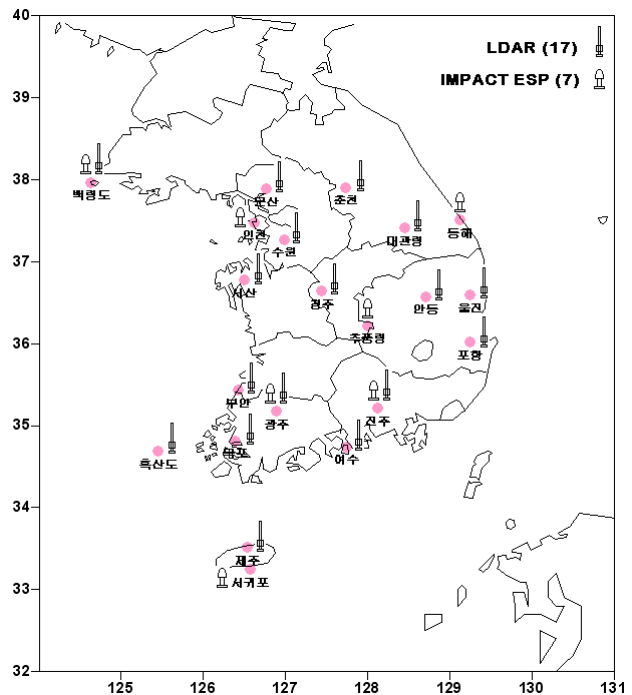 40
LDAR (17)
IMPACT ESP (7)
39
38
백령도
문산
춘천
인천
수원
대관령
동해
37
서산
청주
안동
울진
추풍령
36
포항
부안
광주
진주
35
목포
여수
흑산도
34
제주
33
서귀포
32
125 126 127 128 129 130 131